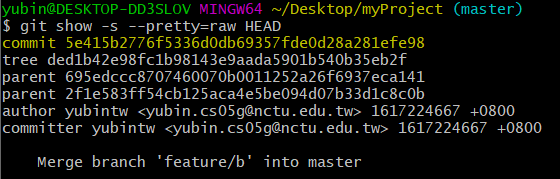 yubin@DESKTOP-DD3SLOV MINGW64 ~/Desktop/myProject (master)
$ git show -s --pretty=raw HEAD
commit 5e415b2776f5336d0db69357fde0d28a281efe98
tree ded1b42e98fc1b98143e9aada5901b540b35eb2f
parent 695edccc8707460070b0011252a26f6937eca141
parent 2f1e583ff54cb125aca4e5be094d07b33d1c8c0b
author yubintw <yubin.cs05g@nctu.edu.tw> 1617224667 +0800
committer yubintw <yubin.cs05g@nctu.edu.tw> 1617224667 +0800
Merge branch 'feature/b' into master